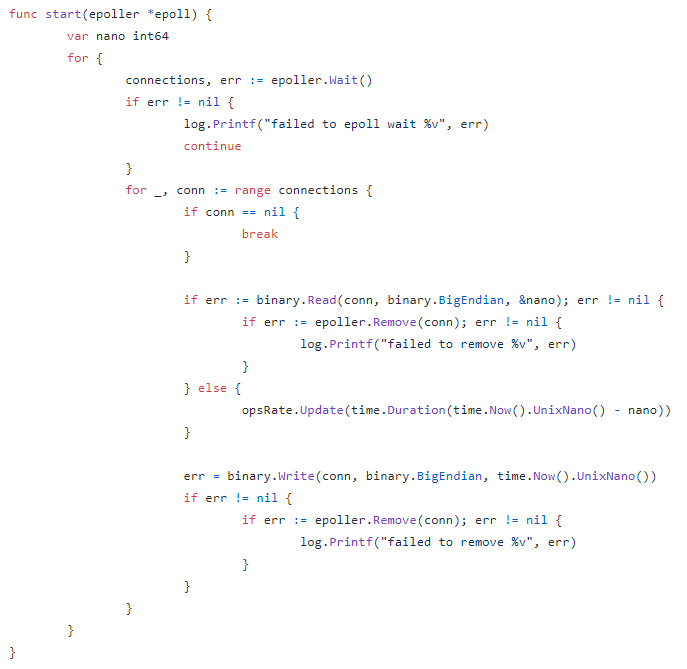 func start(epoller *epoll) {
	var nano int64
	for {
		connections, err := epoller.Wait()
		if err != nil {
			log.Printf("failed to epoll wait %v", err)
			continue
		}
		for _, conn := range connections {
			if conn == nil {
				break
			}

			if err := binary.Read(conn, binary.BigEndian, &nano); err != nil {
				if err := epoller.Remove(conn); err != nil {
					log.Printf("failed to remove %v", err)
				}
			} else {
				opsRate.Update(time.Duration(time.Now().UnixNano() - nano))
			}

			err = binary.Write(conn, binary.BigEndian, time.Now().UnixNano())
			if err != nil {
				if err := epoller.Remove(conn); err != nil {
					log.Printf("failed to remove %v", err)
				}
			}
		}
	}
}